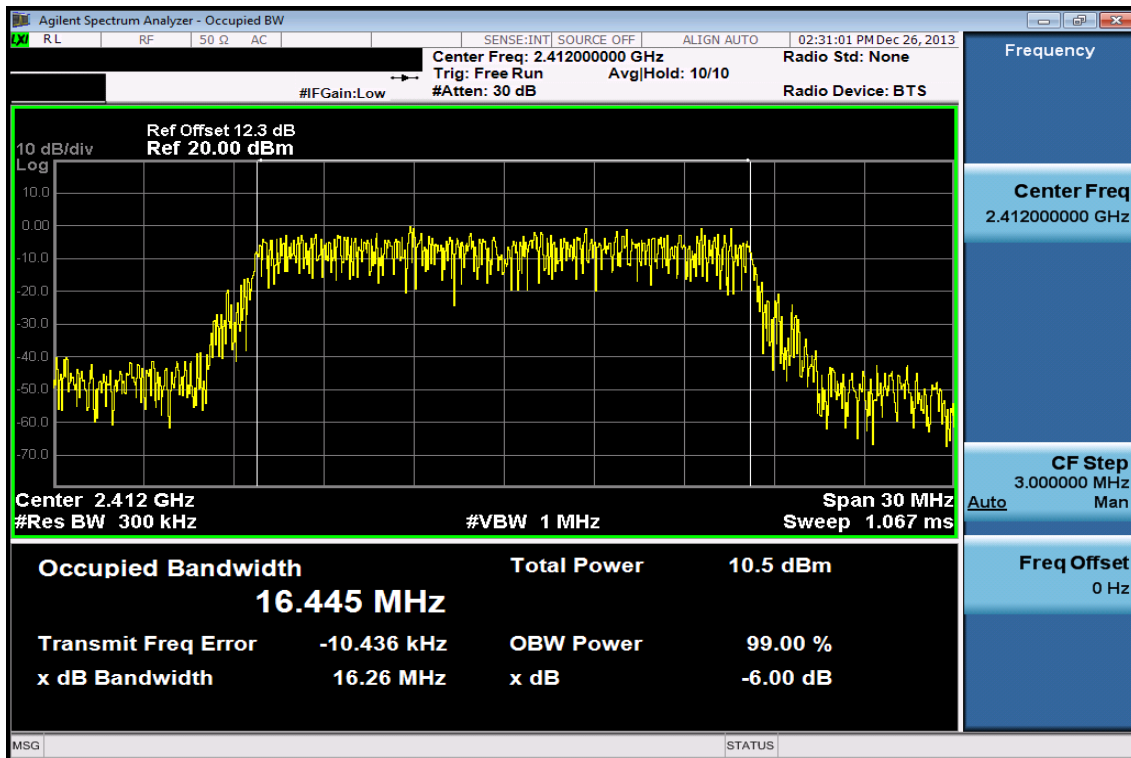 Agilent Spectrum Analyzer - Occupied BW
LXI RL RF 50 Ω AC SENSE:INT SOURCE OFF ALIGN AUTO 02:31:01 PM Dec 26, 2013
Center Freq: 2.412000000 GHz Radio Std: None
Trig: Free Run Avg|Hold: 10/10
#IFGain:Low #Atten: 30 dB Radio Device: BTS
Ref Offset 12.3 dB
10 dB/div Ref 20.00 dBm
Log
10.0
0.00
-10.0
-20.0
-30.0
-40.0
-50.0
-60.0
-70.0
Center 2.412 GHz Span 30 MHz
#Res BW 300 kHz #VBW 1 MHz Sweep 1.067 ms
Occupied Bandwidth Total Power 10.5 dBm
16.445 MHz
Transmit Freq Error -10.436 kHz OBW Power 99.00 %
x dB Bandwidth 16.26 MHz x dB -6.00 dB
Frequency
Center Freq
2.412000000 GHz
CF Step
3.000000 MHz
Auto Man
Freq Offset
0 Hz
MSG STATUS